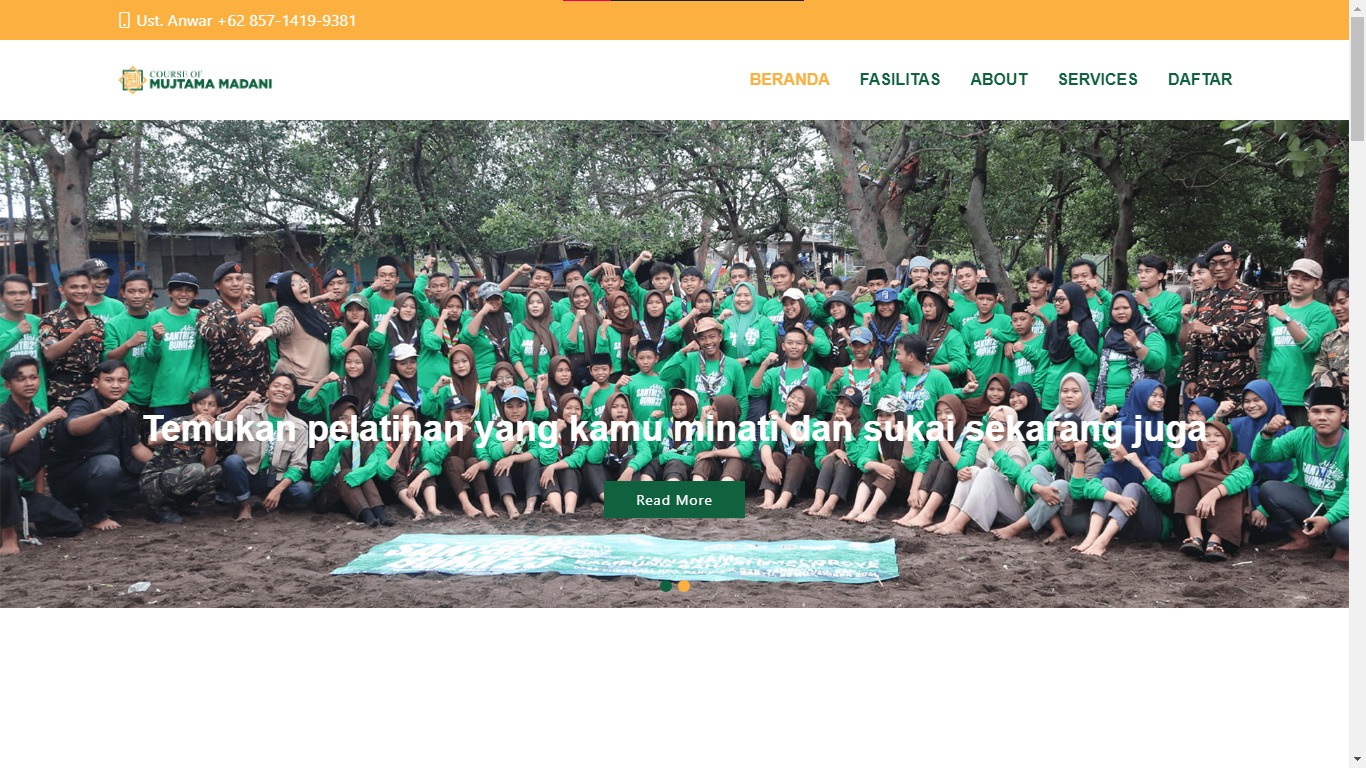 Ust. Anwar +62 857-1419-9381
COURSE OF
MUJTAMA MADANI
BERANDA FASILITAS ABOUT SERVICES DAFTAR
Temukan pelatihan yang kamu minati dan sukai sekarang juga
Read More